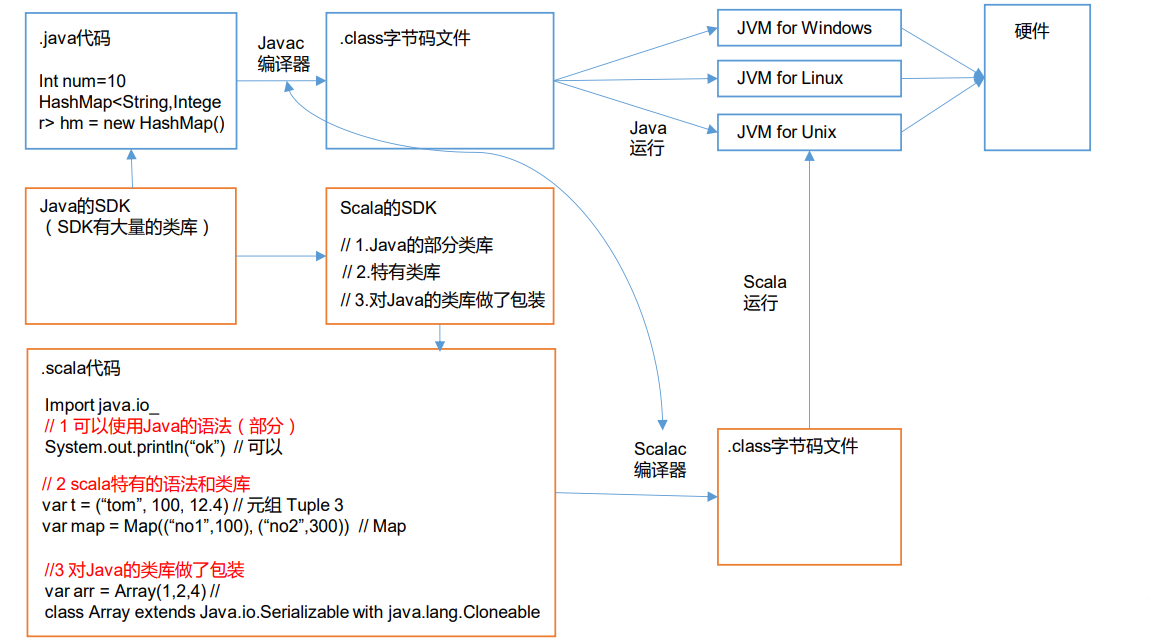 .java代码
Int num=10
HashMap<String,Intege
r> hm = new HashMap()
Javac
编译器
.class字节码文件
JVM for Windows
JVM for Linux
JVM for Unix
硬件
Java
运行
Java的SDK
（SDK有大量的类库）
Scala的SDK
// 1.Java的部分类库
// 2.特有类库
// 3.对Java的类库做了包装
Scala
运行
.scala代码
Import java.io_
// 1 可以使用Java的语法（部分）
System.out.println(“ok”) // 可以
// 2 scala特有的语法和类库
var t = (“tom”, 100, 12.4) // 元组 Tuple 3
var map = Map((“no1”,100), (“no2”,300)) // Map
//3 对Java的类库做了包装
var arr = Array(1,2,4) //
class Array extends Java.io.Serializable with java.lang.Cloneable
Scalac
编译器
.class字节码文件